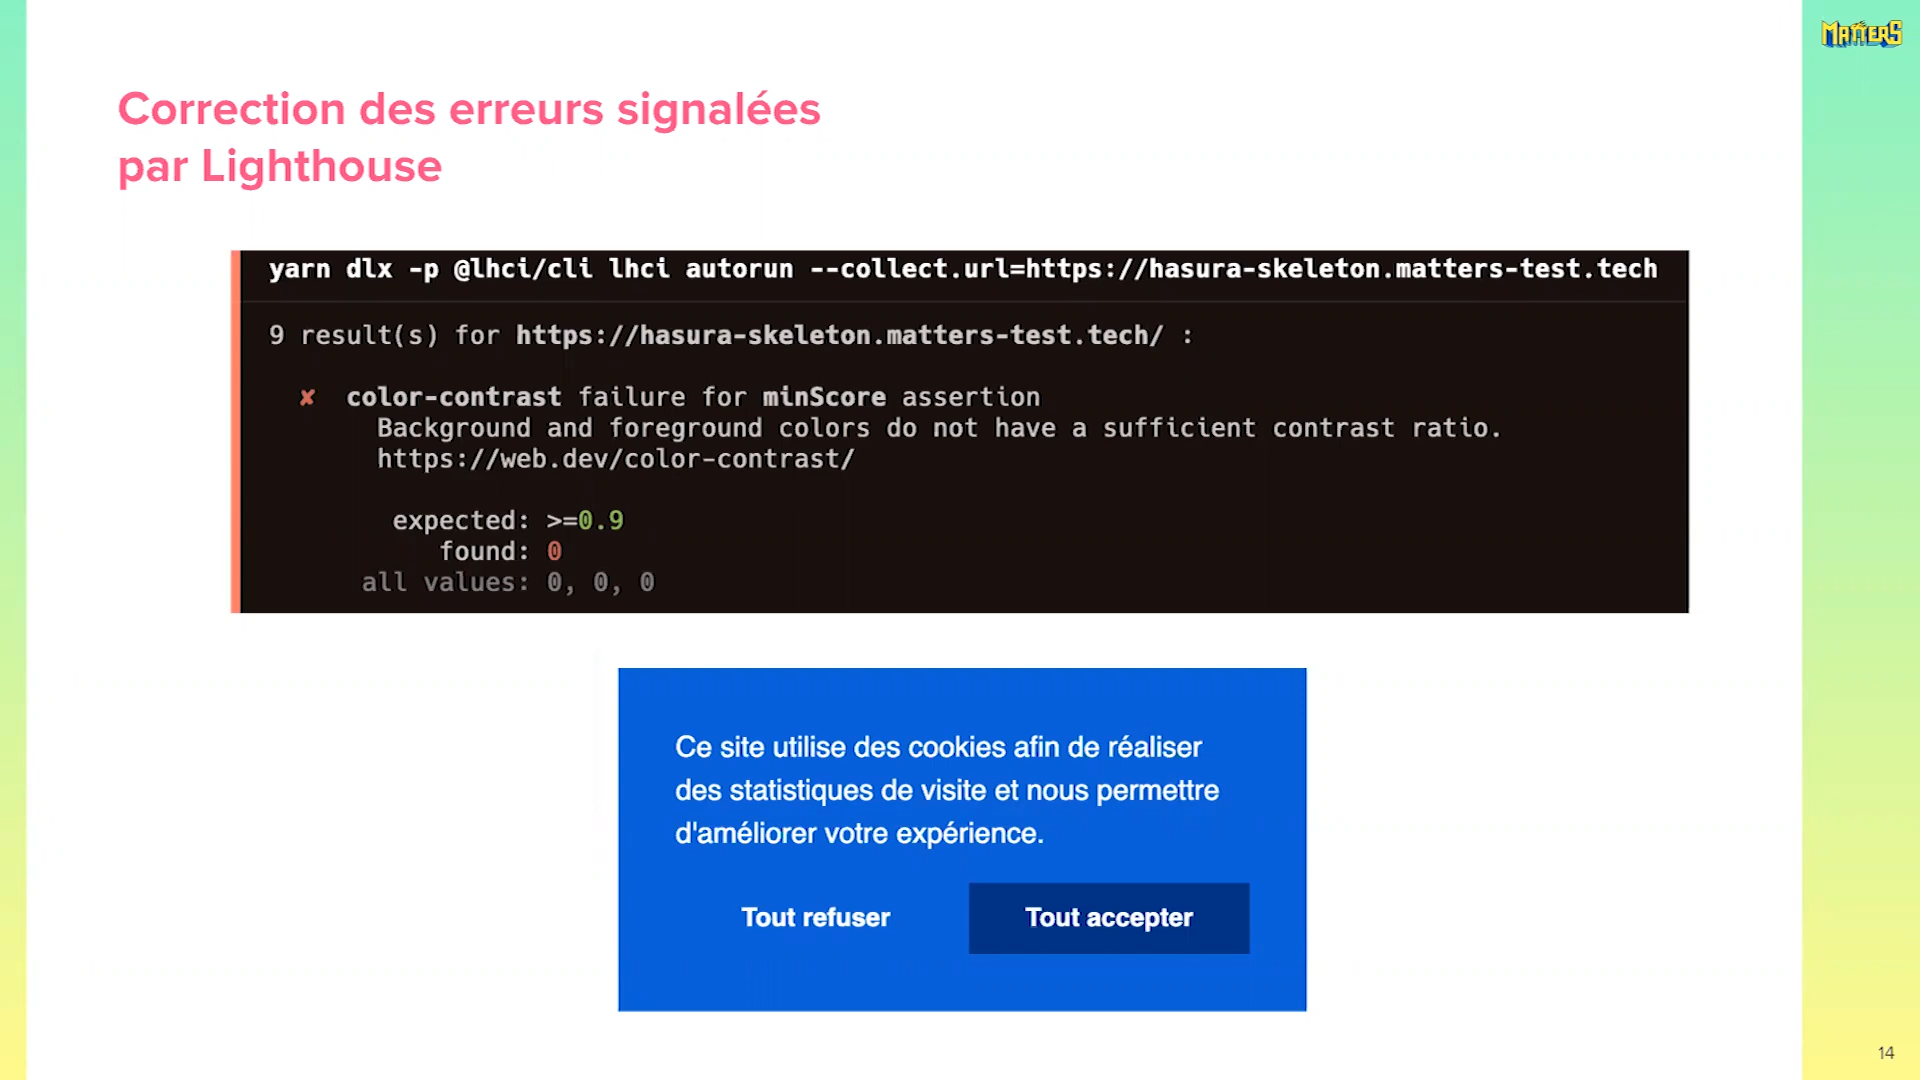 MATTERS
Correction des erreurs signalées
par Lighthouse
yarn dlx -p @lhci/cli lhci autorun --collect.url=https://hasura-skeleton.matters-test.tech
9 result(s) for https://hasura-skeleton.matters-test.tech/ :
✘ color-contrast failure for minScore assertion
Background and foreground colors do not have a sufficient contrast ratio.
https://web.dev/color-contrast/
expected: >=0.9
found: 0
all values: 0, 0, 0
Ce site utilise des cookies afin de réaliser
des statistiques de visite et nous permettre
d'améliorer votre expérience.
Tout refuser
Tout accepter
14